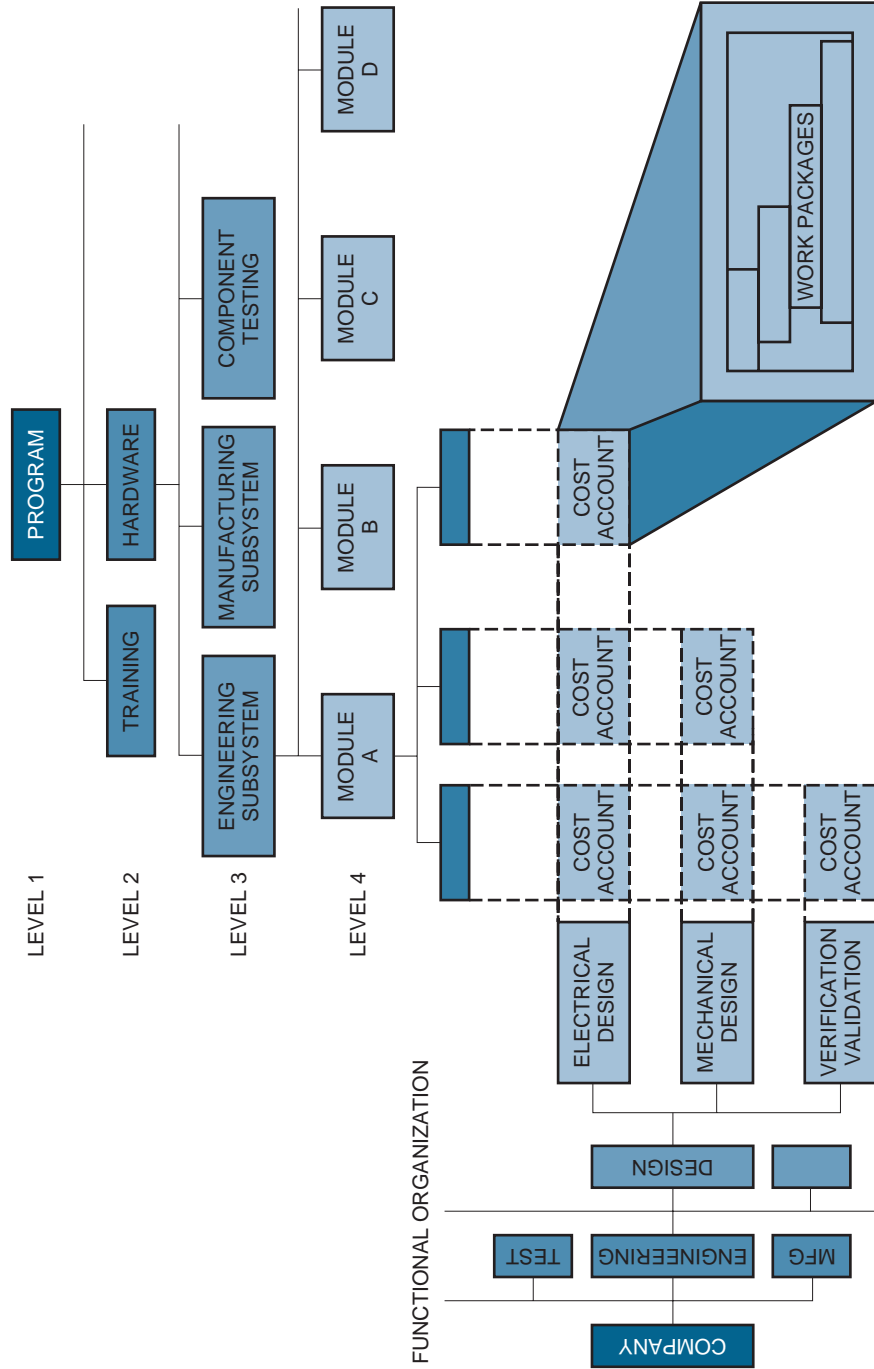 LEVEL 1
PROGRAM
LEVEL 2
TRAINING
HARDWARE
LEVEL 3
ENGINEERING
SUBSYSTEM
MANUFACTURING
SUBSYSTEM
COMPONENT
TESTING
LEVEL 4
MODULE
A
MODULE
B
MODULE
C
MODULE
D
FUNCTIONAL ORGANIZATION
COMPANY
TEST
ENGINEERING
MFG
DESIGN
ELECTRICAL
DESIGN
COST
ACCOUNT
COST
ACCOUNT
COST
ACCOUNT
MECHANICAL
DESIGN
COST
ACCOUNT
COST
ACCOUNT
VERIFICATION
VALIDATION
COST
ACCOUNT
WORK PACKAGES